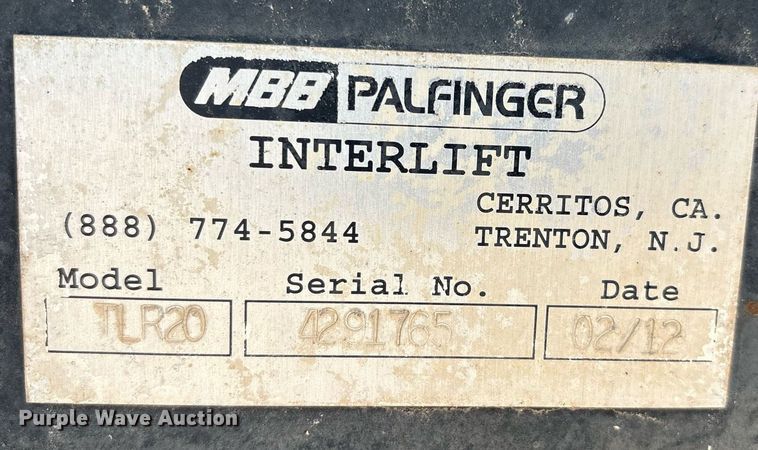 MBB PALFINGER
INTERLIFT
(888) 774-5844
CERRITOS, CA.
TRENTON, N.J.
Model Serial No. Date
TLR20 4291765 02/12
Purple Wave Auction